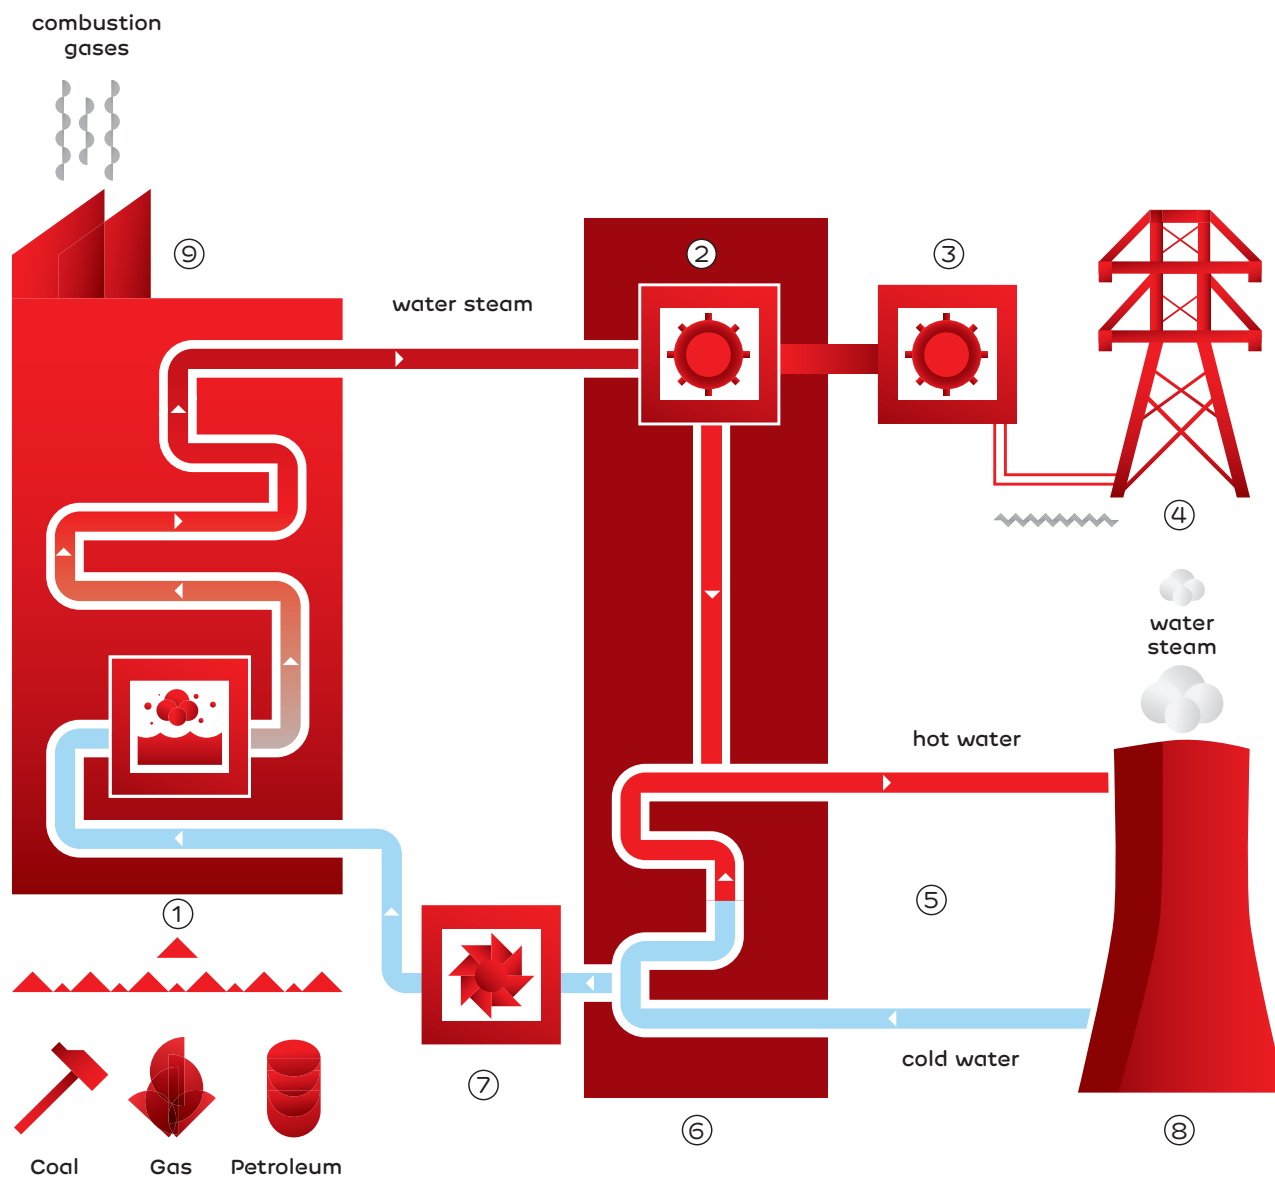 combustion
gases
⑨
②
③
water steam
④
water
steam
hot water
①
⑤
cold water
⑦
⑥
⑧
Coal
Gas
Petroleum